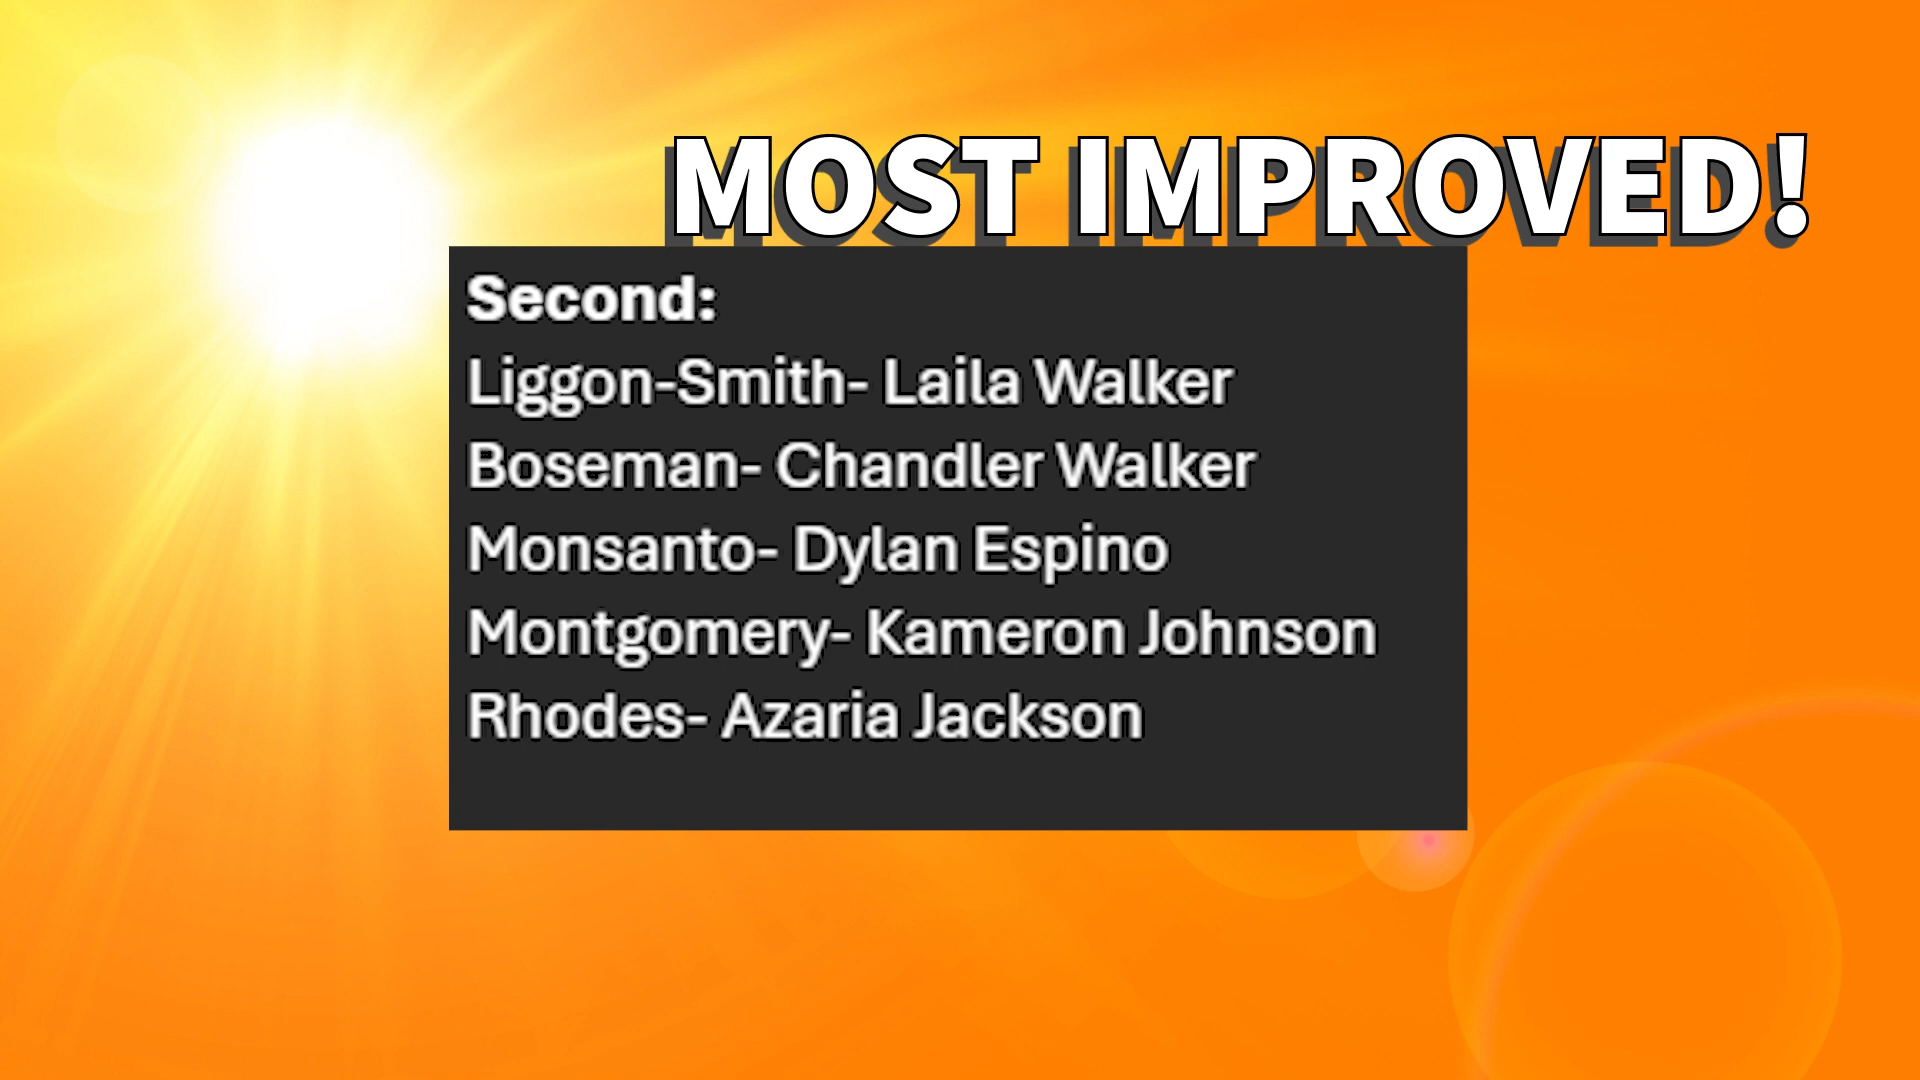 MOST IMPROVED!
Second:
Liggon-Smith- Laila Walker
Boseman- Chandler Walker
Monsanto- Dylan Espino
Montgomery- Kameron Johnson
Rhodes- Azaria Jackson